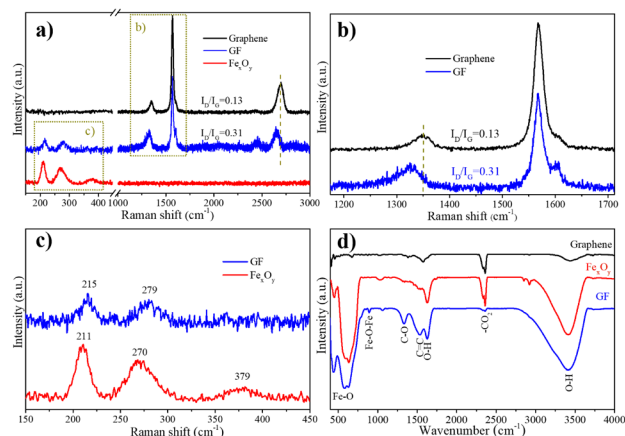 a)
b)
Graphene
GF
FexOy
ID/IG=0.13
c)
ID/IG=0.31
Intensity (a.u.)
200 300 400 1000 1500 2000 2500 3000
Raman shift (cm-1)
b)
Graphene
GF
ID/IG=0.13
ID/IG=0.31
Intensity (a.u.)
1200 1300 1400 1500 1600 1700
Raman shift (cm-1)
c)
GF
FexOy
215
279
211
270
379
Intensity (a.u.)
150 200 250 300 350 400 450
Raman shift (cm-1)
d)
Graphene
FexOy
GF
Fe-O
Fe-O-Fe
C-O
C=C
O-H
-CO2
O-H
Intensity (a.u.)
500 1000 1500 2000 2500 3000 3500 4000
Wavenumber (cm-1)